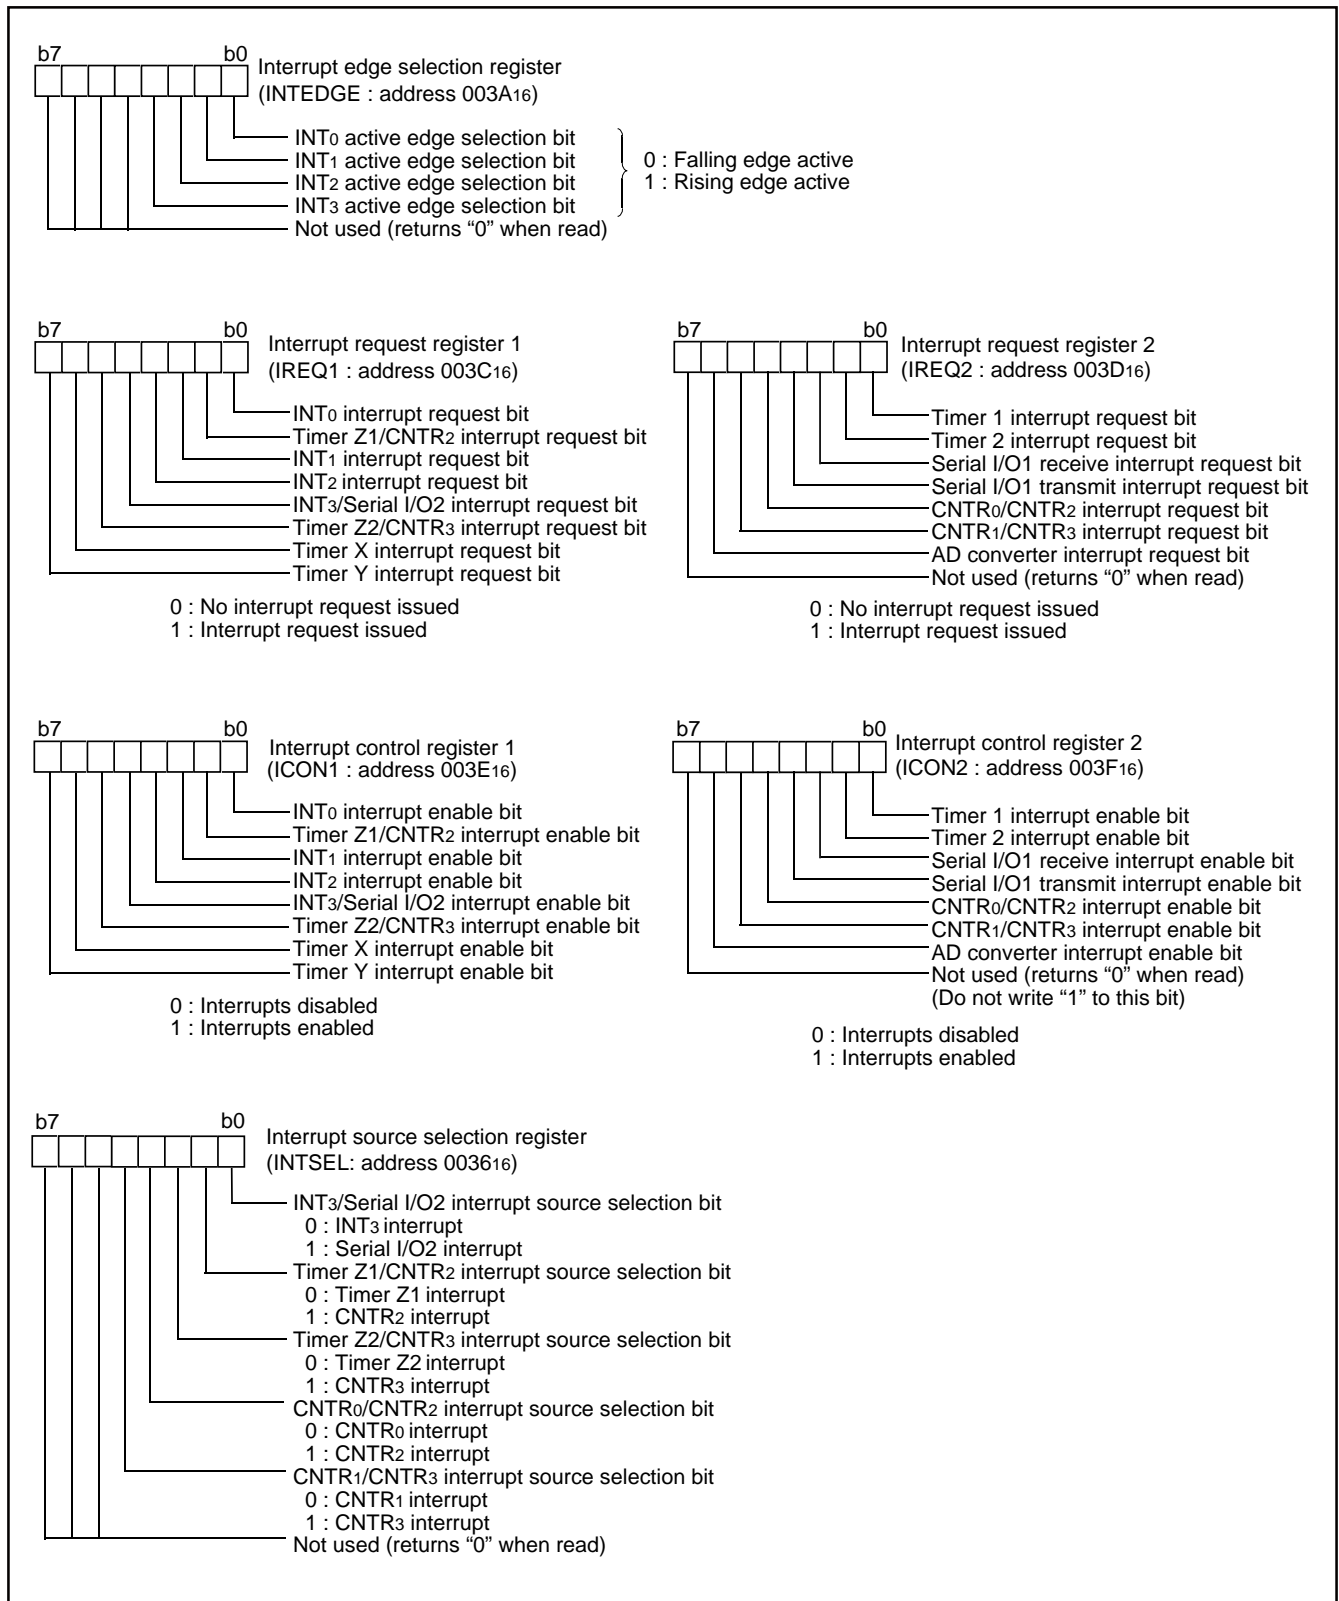 b7 b0
Interrupt edge selection register
(INTEDGE : address 003A16)
INT0 active edge selection bit
INT1 active edge selection bit
INT2 active edge selection bit
INT3 active edge selection bit
0 : Falling edge active
1 : Rising edge active
Not used (returns “0” when read)
b7 b0
Interrupt request register 1
(IREQ1 : address 003C16)
INT0 interrupt request bit
Timer Z1/CNTR2 interrupt request bit
INT1 interrupt request bit
INT2 interrupt request bit
INT3/Serial I/O2 interrupt request bit
Timer Z2/CNTR3 interrupt request bit
Timer X interrupt request bit
Timer Y interrupt request bit
0 : No interrupt request issued
1 : Interrupt request issued
b7 b0
Interrupt request register 2
(IREQ2 : address 003D16)
Timer 1 interrupt request bit
Timer 2 interrupt request bit
Serial I/O1 receive interrupt request bit
Serial I/O1 transmit interrupt request bit
CNTR0/CNTR2 interrupt request bit
CNTR1/CNTR3 interrupt request bit
AD converter interrupt request bit
Not used (returns “0” when read)
0 : No interrupt request issued
1 : Interrupt request issued
b7 b0
Interrupt control register 1
(ICON1 : address 003E16)
INT0 interrupt enable bit
Timer Z1/CNTR2 interrupt enable bit
INT1 interrupt enable bit
INT2 interrupt enable bit
INT3/Serial I/O2 interrupt enable bit
Timer Z2/CNTR3 interrupt enable bit
Timer X interrupt enable bit
Timer Y interrupt enable bit
0 : Interrupts disabled
1 : Interrupts enabled
b7 b0
Interrupt control register 2
(ICON2 : address 003F16)
Timer 1 interrupt enable bit
Timer 2 interrupt enable bit
Serial I/O1 receive interrupt enable bit
Serial I/O1 transmit interrupt enable bit
CNTR0/CNTR2 interrupt enable bit
CNTR1/CNTR3 interrupt enable bit
AD converter interrupt enable bit
Not used (returns “0” when read)
(Do not write “1” to this bit)
0 : Interrupts disabled
1 : Interrupts enabled
b7 b0
Interrupt source selection register
(INTSEL: address 003616)
INT3/Serial I/O2 interrupt source selection bit
0 : INT3 interrupt
1 : Serial I/O2 interrupt
Timer Z1/CNTR2 interrupt source selection bit
0 : Timer Z1 interrupt
1 : CNTR2 interrupt
Timer Z2/CNTR3 interrupt source selection bit
0 : Timer Z2 interrupt
1 : CNTR3 interrupt
CNTR0/CNTR2 interrupt source selection bit
0 : CNTR0 interrupt
1 : CNTR2 interrupt
CNTR1/CNTR3 interrupt source selection bit
0 : CNTR1 interrupt
1 : CNTR3 interrupt
Not used (returns “0” when read)